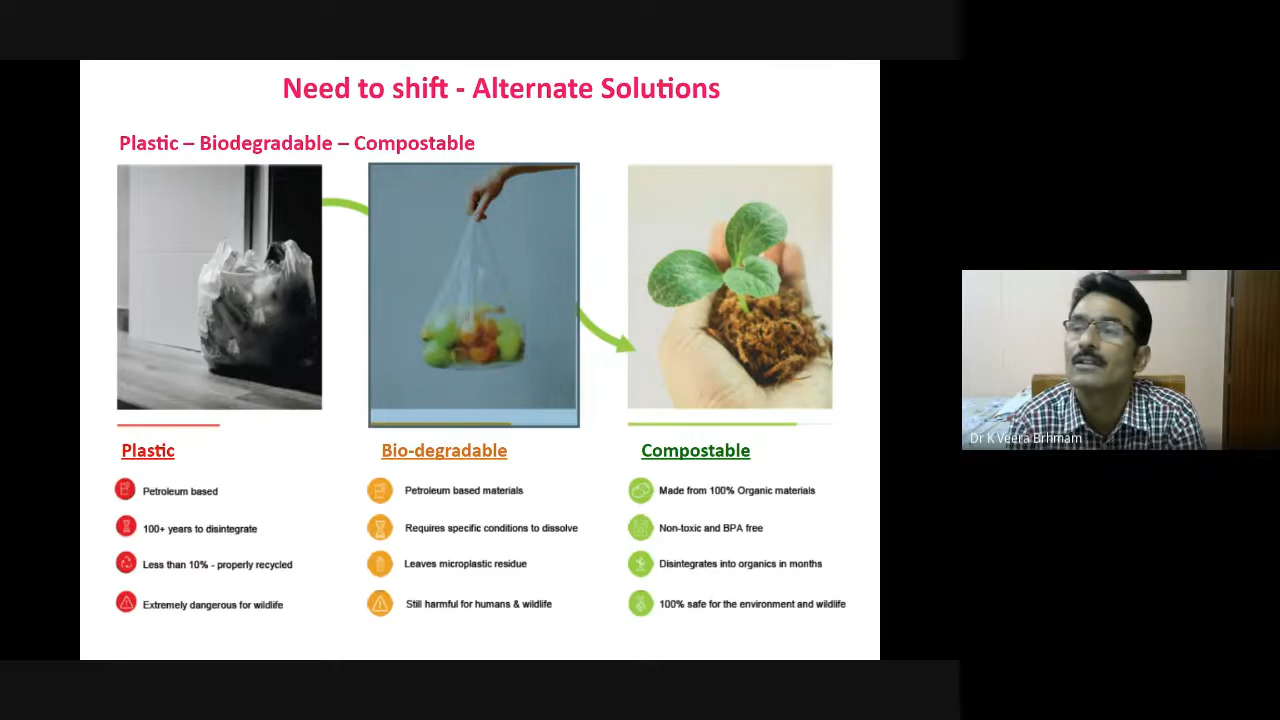 Need to shift - Alternate Solutions
Plastic – Biodegradable – Compostable
Plastic
Petroleum based
100+ years to disintegrate
Less than 10% - properly recycled
Extremely dangerous for wildlife
Bio-degradable
Petroleum based materials
Requires specific conditions to dissolve
Leaves microplastic residue
Still harmful for humans & wildlife
Compostable
Made from 100% Organic materials
Non-toxic and BPA free
Disintegrates into organics in months
100% safe for the environment and wildlife
Dr K Veera Brhmam